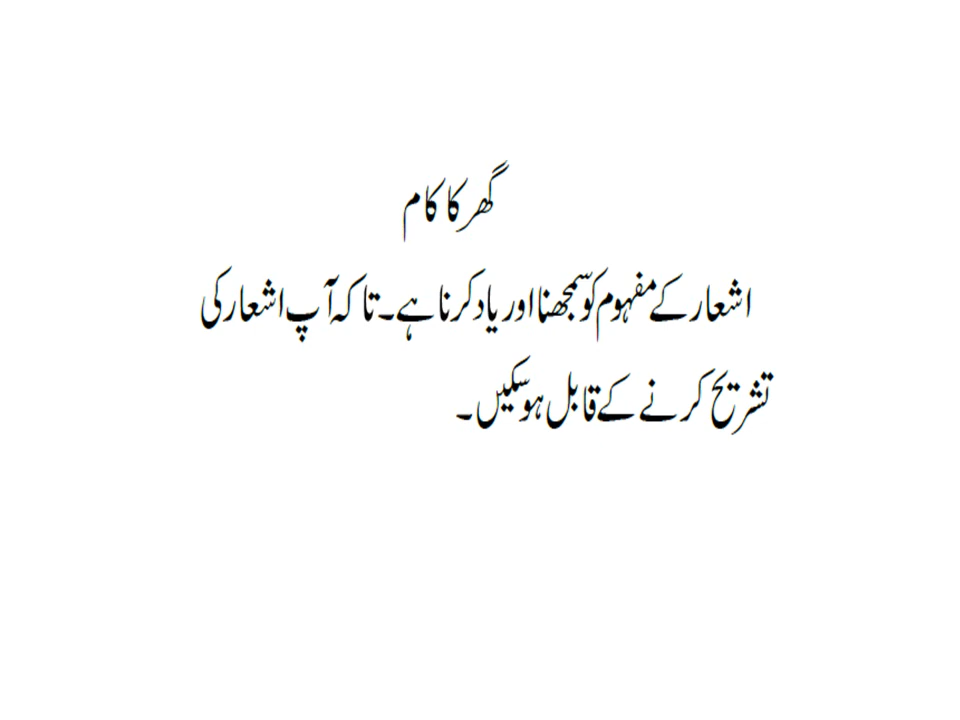 گھر کا کام
اشعار کے مفہوم کو سمجھنا اور یاد کرنا ہے۔ تا کہ آپ اشعار کی
تشریح کرنے کے قابل ہو سکیں۔